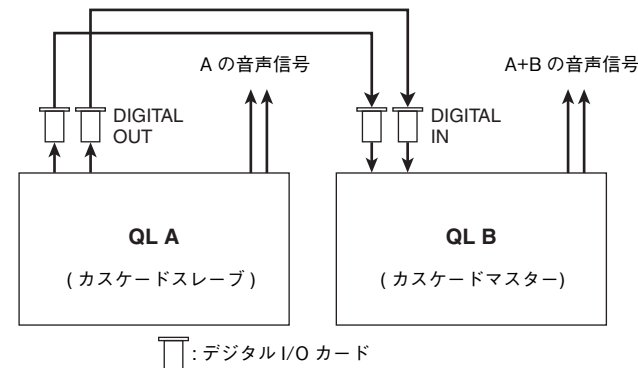 A の音声信号
A+B の音声信号
DIGITAL
OUT
DIGITAL
IN
QL A
( カスケードスレーブ )
QL B
( カスケードマスター)
: デジタル I/O カード